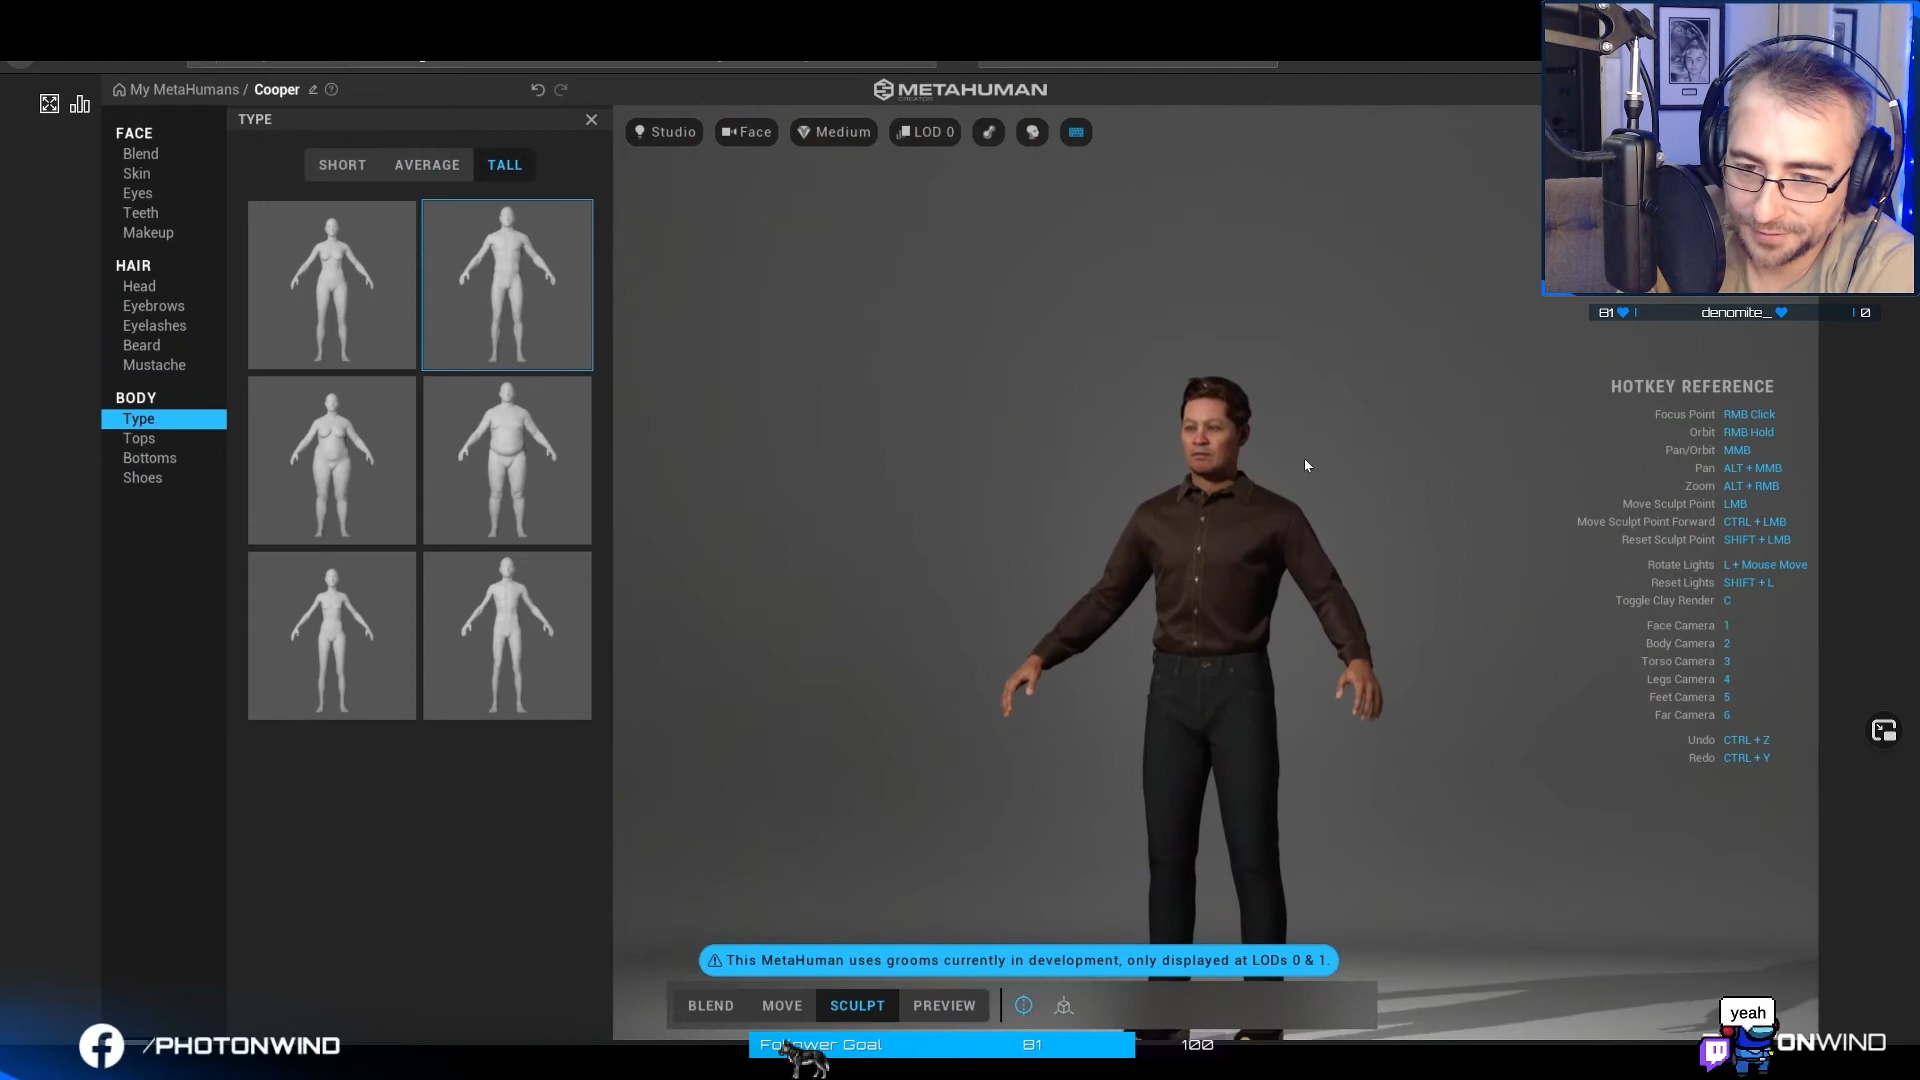 My MetaHumans / Cooper
METAHUMAN
CREATOR
FACE
Blend
Skin
Eyes
Teeth
Makeup
HAIR
Head
Eyebrows
Eyelashes
Beard
Mustache
BODY
Type
Tops
Bottoms
Shoes
TYPE
SHORT AVERAGE TALL
Studio Face Medium LOD 0
81 denomite_ 0
HOTKEY REFERENCE
Focus Point RMB Click
Orbit RMB Hold
Pan/Orbit MMB
Pan ALT + MMB
Zoom ALT + RMB
Move Sculpt Point LMB
Move Sculpt Point Forward CTRL + LMB
Reset Sculpt Point SHIFT + LMB
Rotate Lights L + Mouse Move
Reset Lights SHIFT + L
Toggle Clay Render C
Face Camera 1
Body Camera 2
Torso Camera 3
Legs Camera 4
Feet Camera 5
Far Camera 6
Undo CTRL + Z
Redo CTRL + Y
This MetaHuman uses grooms currently in development, only displayed at LODs 0 & 1.
BLEND MOVE SCULPT PREVIEW
yeah
/PHOTONWIND
Follower Goal 81 100
ONWIND